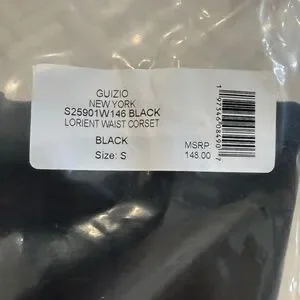 GUIZIO
NEW YORK
S25901W146 BLACK
LORIENT WAIST CORSET
BLACK
Size: S
MSRP
148.00